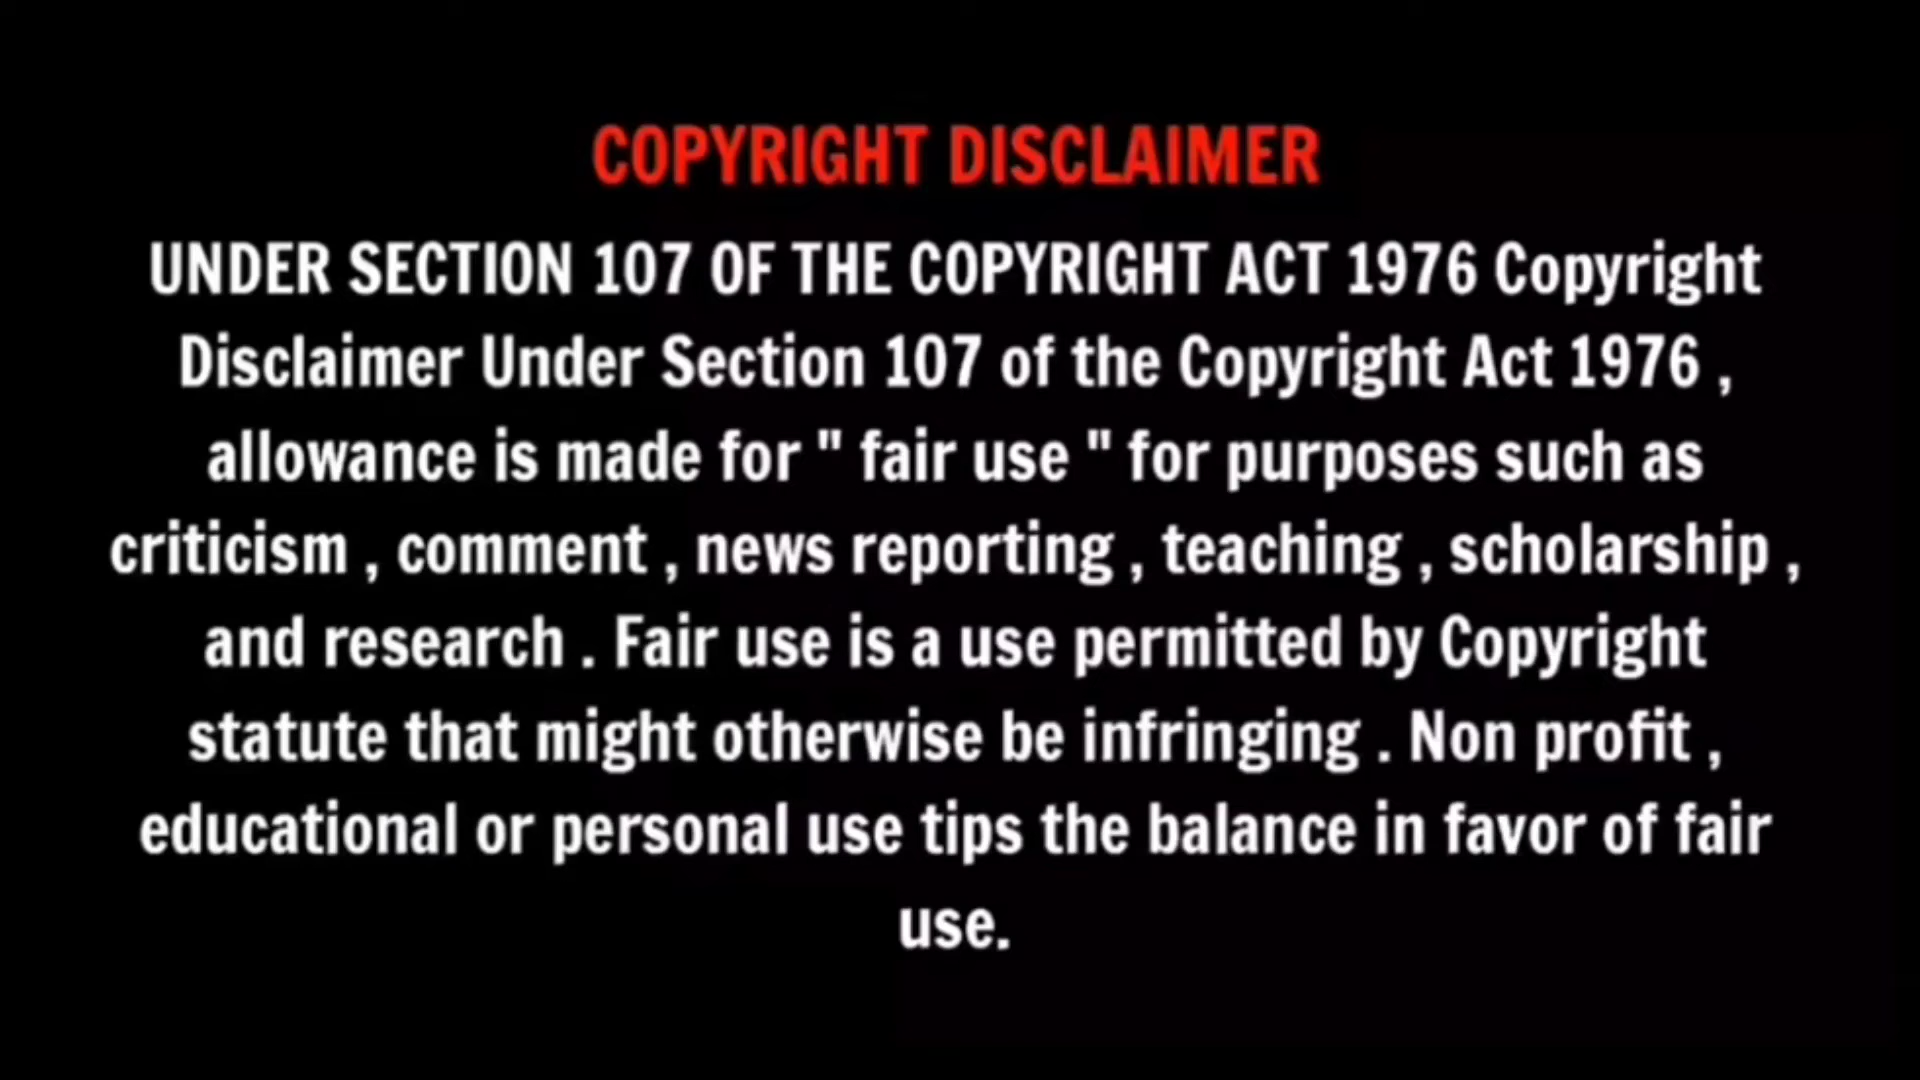 COPYRIGHT DISCLAIMER
UNDER SECTION 107 OF THE COPYRIGHT ACT 1976 Copyright
Disclaimer Under Section 107 of the Copyright Act 1976 ,
allowance is made for " fair use " for purposes such as
criticism , comment , news reporting , teaching , scholarship ,
and research . Fair use is a use permitted by Copyright
statute that might otherwise be infringing . Non profit ,
educational or personal use tips the balance in favor of fair
use.